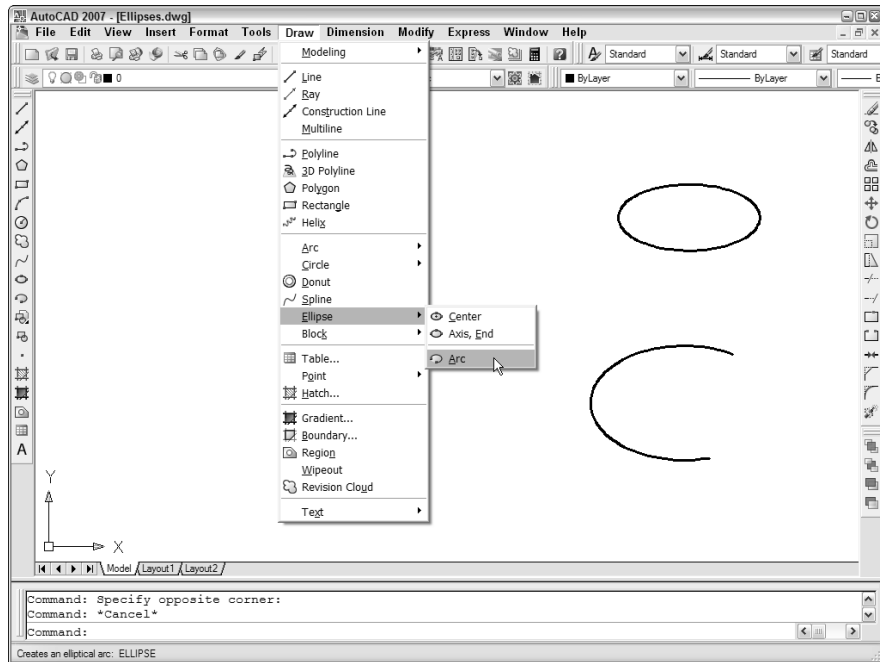 AutoCAD 2007 - [Ellipses.dwg]
File Edit View Insert Format Tools Draw Dimension Modify Express Window Help
Standard Standard Standard
0 ByLayer ByLayer
Modeling
Line
Ray
Construction Line
Multiline
Polyline
3D Polyline
Polygon
Rectangle
Helix
Arc
Circle
Donut
Spline
Ellipse
Center
Block
Axis, End
Table...
Arc
Point
Hatch...
Gradient...
Boundary...
Region
Wipeout
Revision Cloud
Text
A
Y
X
Model Layout1 Layout2
Command: Specify opposite corner:
Command: *Cancel*
Command:
Creates an elliptical arc: ELLIPSE